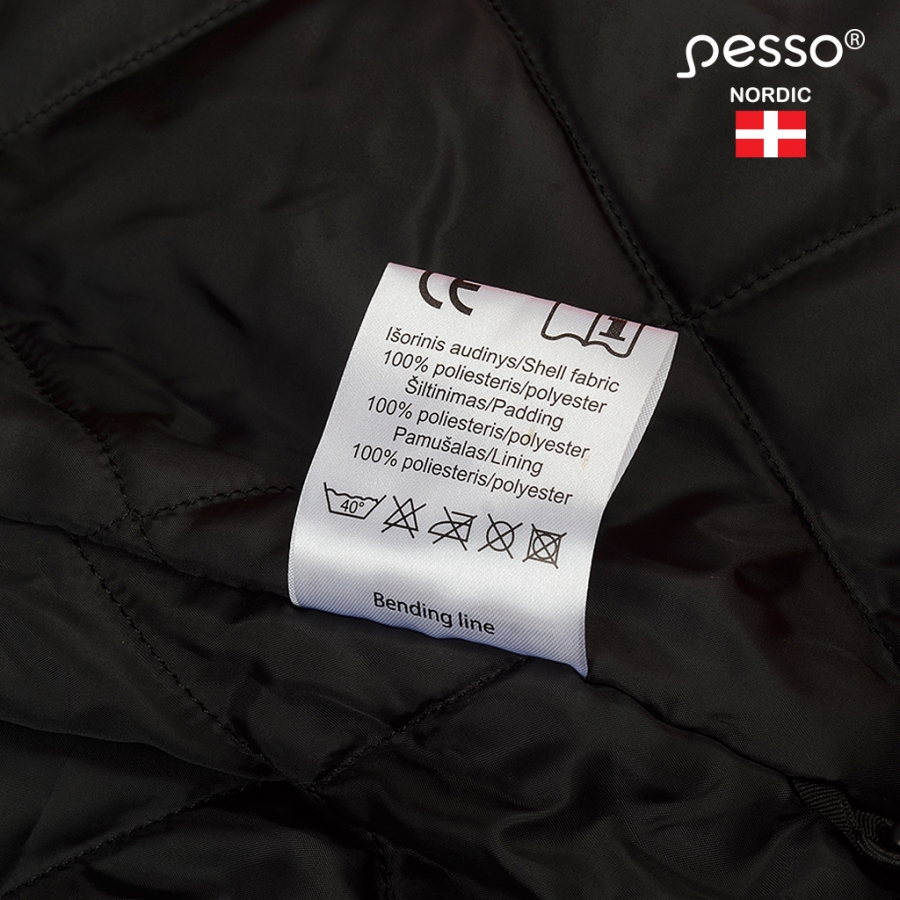 pesso®
NORDIC
CE
1
Išorinis audinys/Shell fabric
100% poliesteris/polyester
Šiltinimas/Padding
100% poliesteris/polyester
Pamušalas/Lining
100% poliesteris/polyester
40°
Bending line